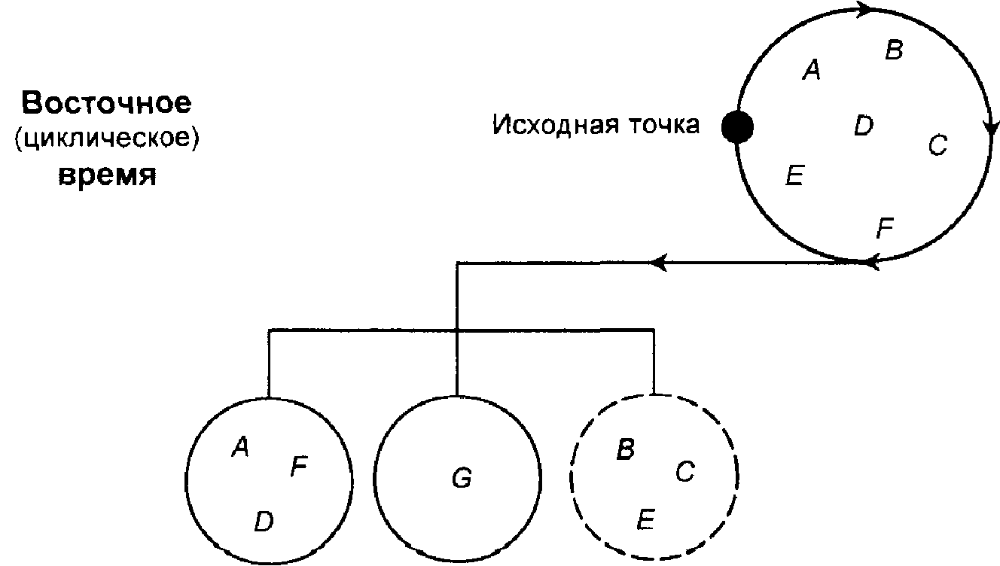 Восточное
(циклическое)
время
Исходная точка
A
B
D
C
E
F
A
F
D
G
B
C
E